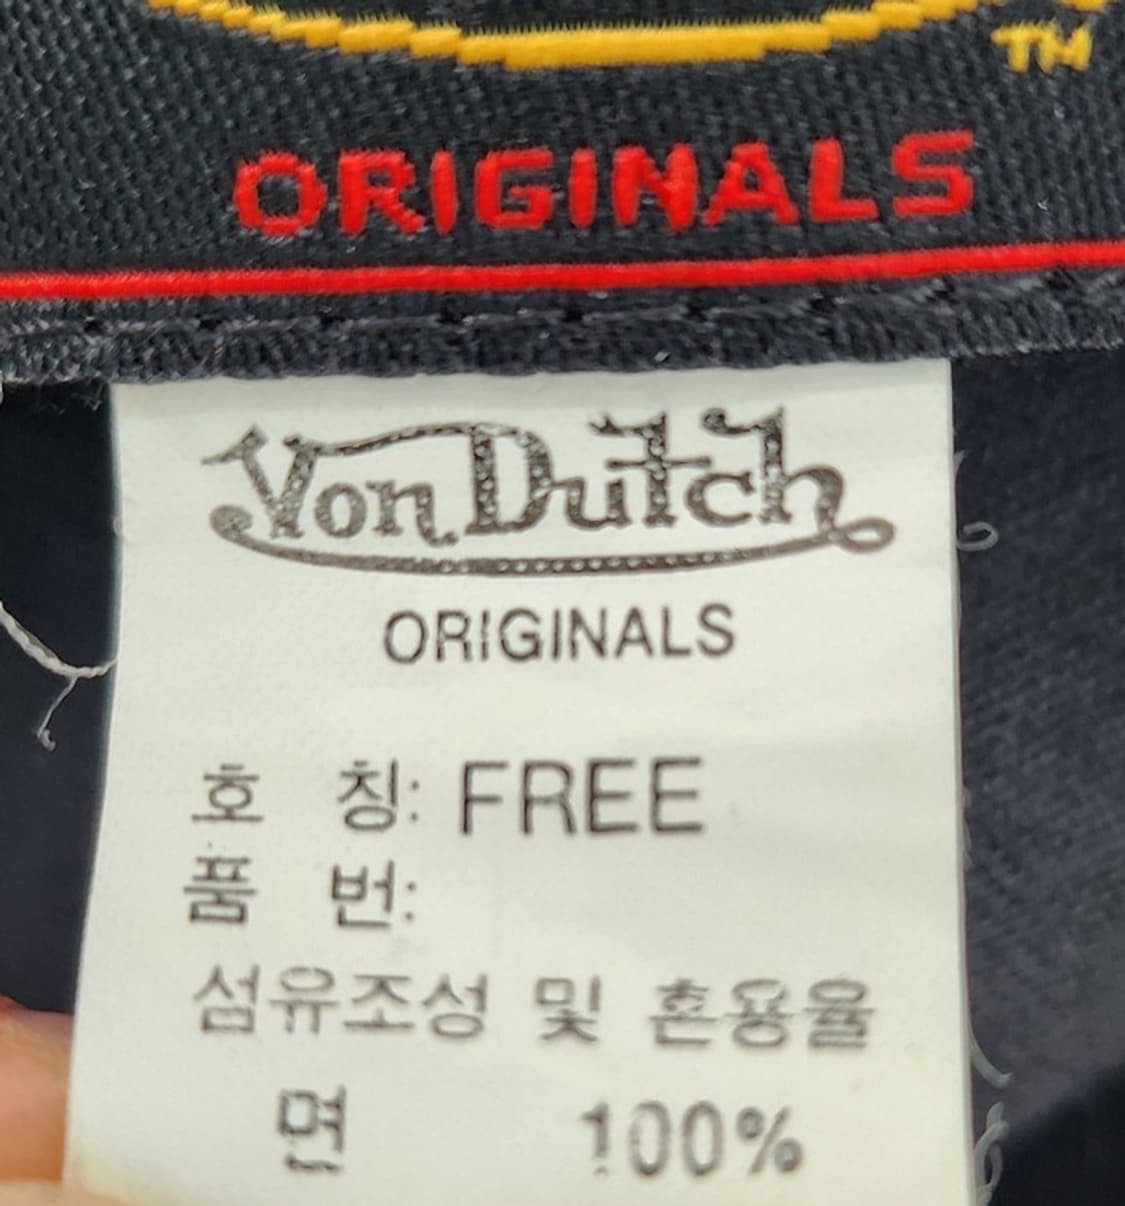 TM
ORIGINALS
Von Dutch
ORIGINALS
호 칭: FREE
품 번:
섬유조성 및 혼용율
면 100%